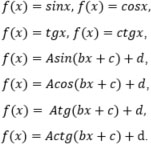 f(x) = sinx, f(x) = cosx,
f(x) = tgx, f(x) = ctgx,
f(x) = Asin(bx + c) + d,
f(x) = Acos(bx + c) + d,
f(x) = Atg(bx + c) + d,
f(x) = Actg(bx + c) + d.